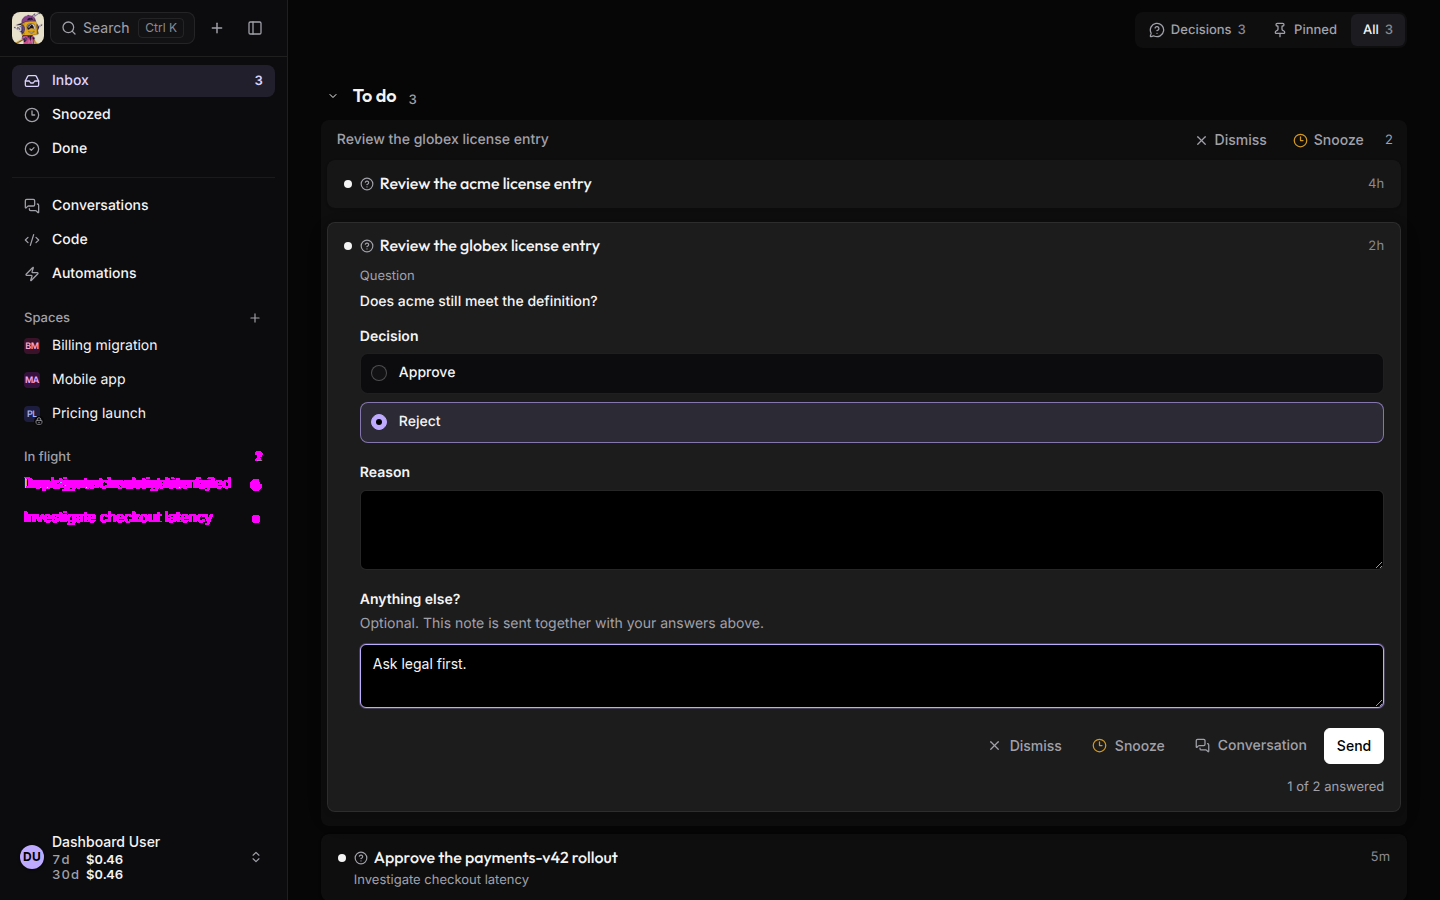 Search Ctrl K
Decisions 3
Pinned
All 3
Inbox 3
Snoozed
Done
Conversations
Code
Automations
Spaces
BM Billing migration
MA Mobile app
PL Pricing launch
In flight
Investigate checkout latency
DU
Dashboard User
7d $0.46
30d $0.46
To do 3
Review the globex license entry
Dismiss
Snooze
2
Review the acme license entry 4h
Review the globex license entry 2h
Question
Does acme still meet the definition?
Decision
Approve
Reject
Reason
Anything else?
Optional. This note is sent together with your answers above.
Ask legal first.
Dismiss
Snooze
Conversation
Send
1 of 2 answered
Approve the payments-v42 rollout 5m
Investigate checkout latency